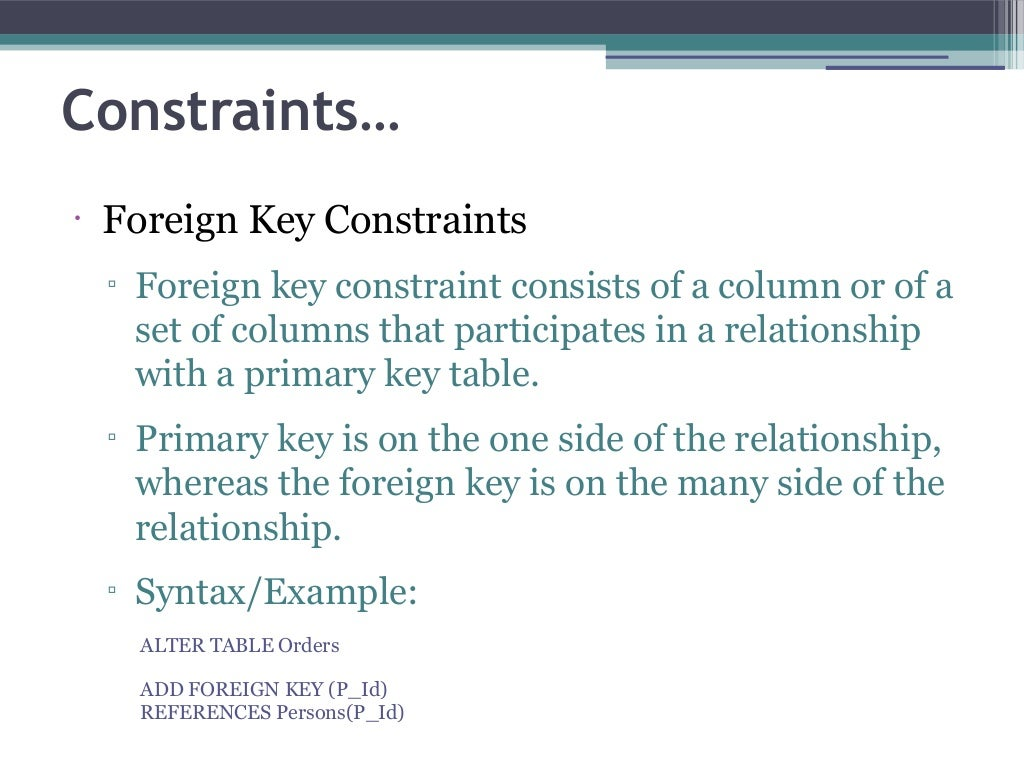 Constraints…
Foreign Key Constraints
Foreign key constraint consists of a column or of a
set of columns that participates in a relationship
with a primary key table.
Primary key is on the one side of the relationship,
whereas the foreign key is on the many side of the
relationship.
Syntax/Example:
ALTER TABLE Orders
ADD FOREIGN KEY (P_Id)
REFERENCES Persons(P_Id)